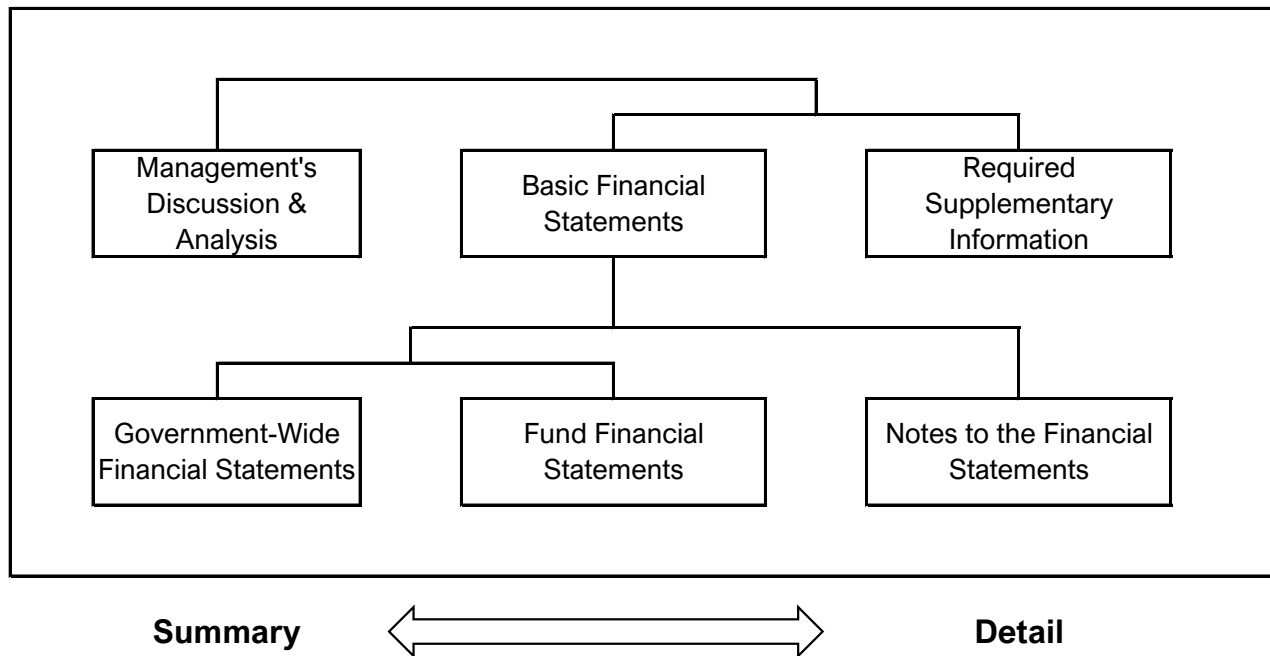 Management's
Discussion &
Analysis
Basic Financial
Statements
Required
Supplementary
Information
Government-Wide
Financial Statements
Fund Financial
Statements
Notes to the Financial
Statements
Summary
Detail